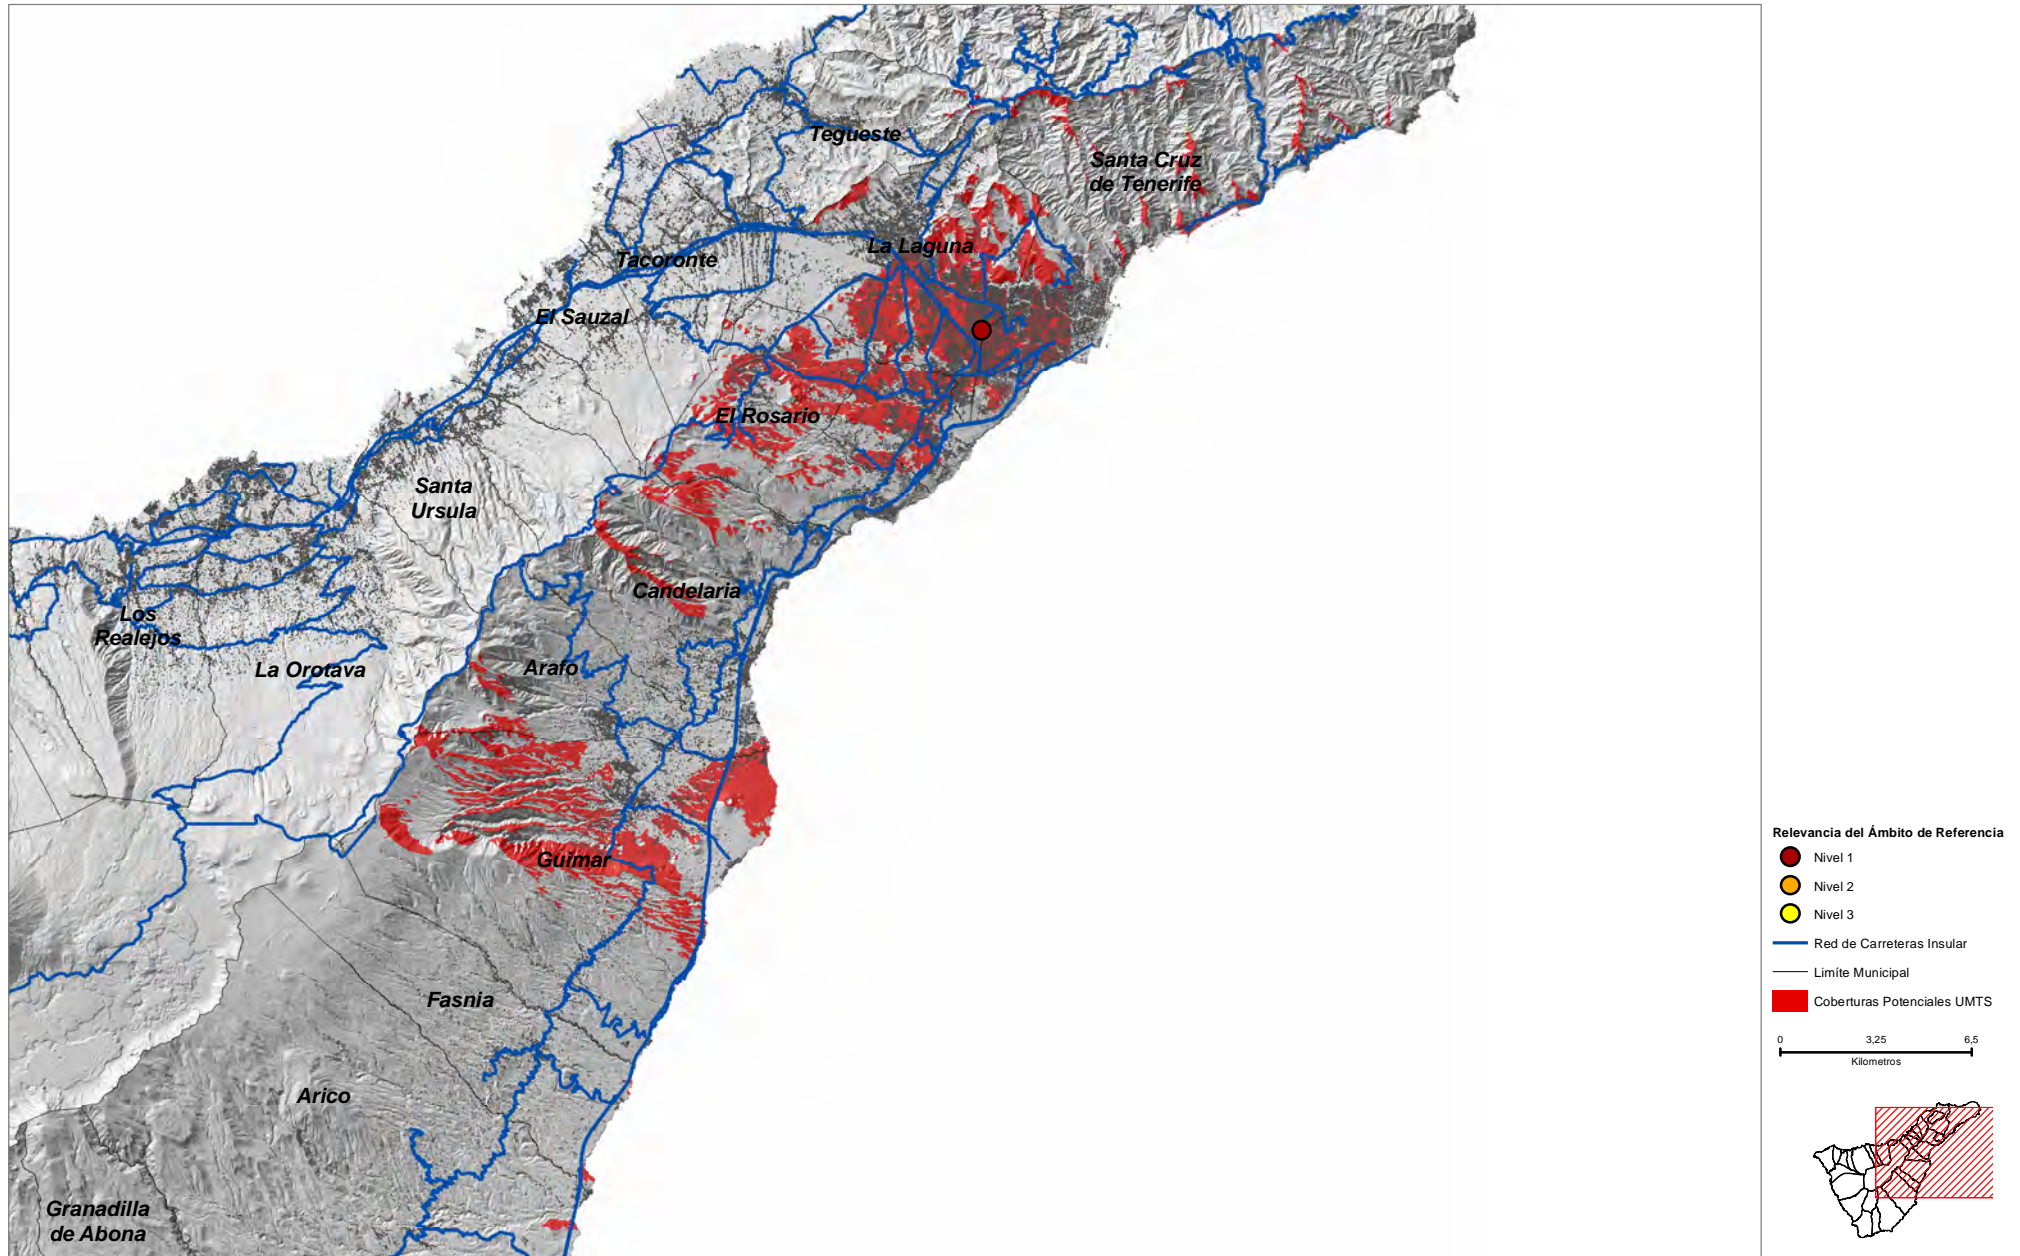 Tegueste
Santa Cruz
de Tenerife
La Laguna
Tacoronte
El Sauzal
El Rosario
Santa
Ursula
Candelaria
Los
Realejos
La Orotava
Arafo
Guimar
Fasnia
Arico
Granadilla
de Abona
Relevancia del Ámbito de Referencia
Nivel 1
Nivel 2
Nivel 3
Red de Carreteras Insular
Limíte Municipal
Coberturas Potenciales UMTS
0 3,25 6,5
Kilometros